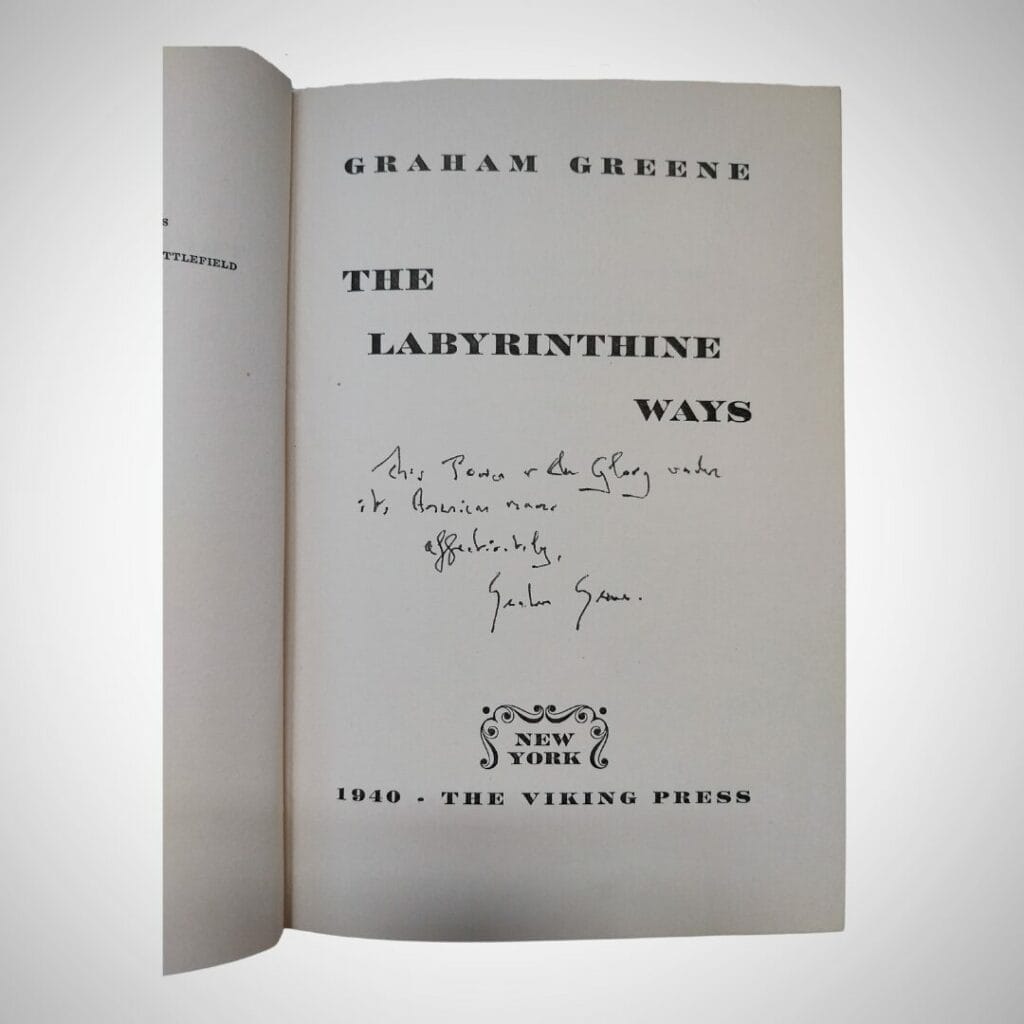 S
TTLEFIELD
GRAHAM GREENE
THE
LABYRINTHINE
WAYS
This Power & the Glory under
its American name
affectionately,
Graham Greene.
NEW
YORK
1940 - THE VIKING PRESS